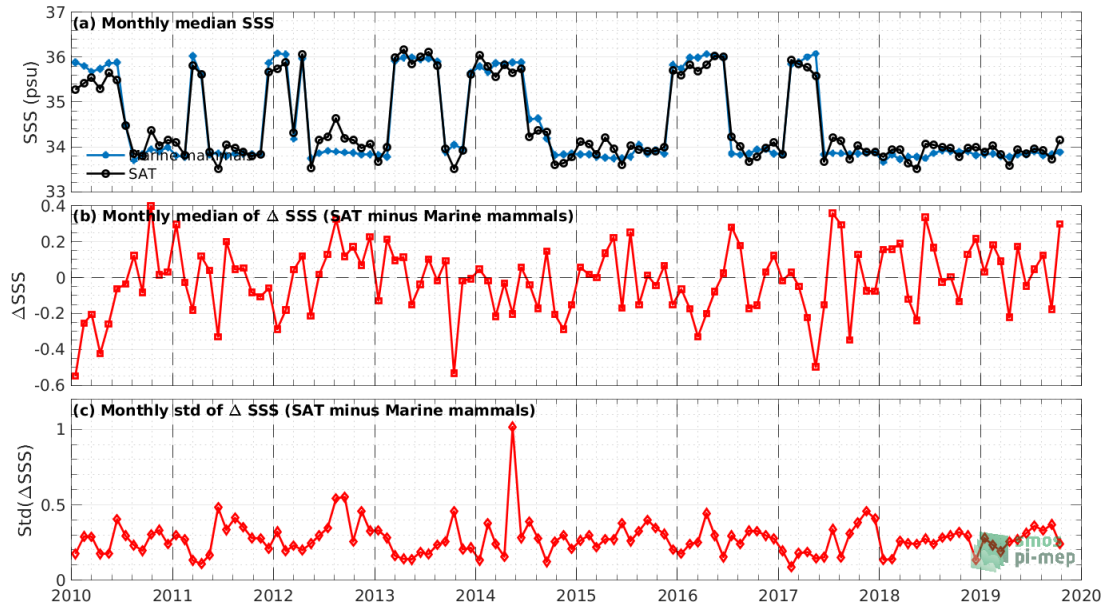 (a) Monthly median SSS
37
36
35
34
33
SSS (psu)
Marine mammals
SAT
(b) Monthly median of Δ SSS (SAT minus Marine mammals)
0.4
0.2
0
-0.2
-0.4
-0.6
ΔSSS
(c) Monthly std of Δ SSS (SAT minus Marine mammals)
1
0.5
0
Std(ΔSSS)
smos
pi-mep
2010 2011 2012 2013 2014 2015 2016 2017 2018 2019 2020